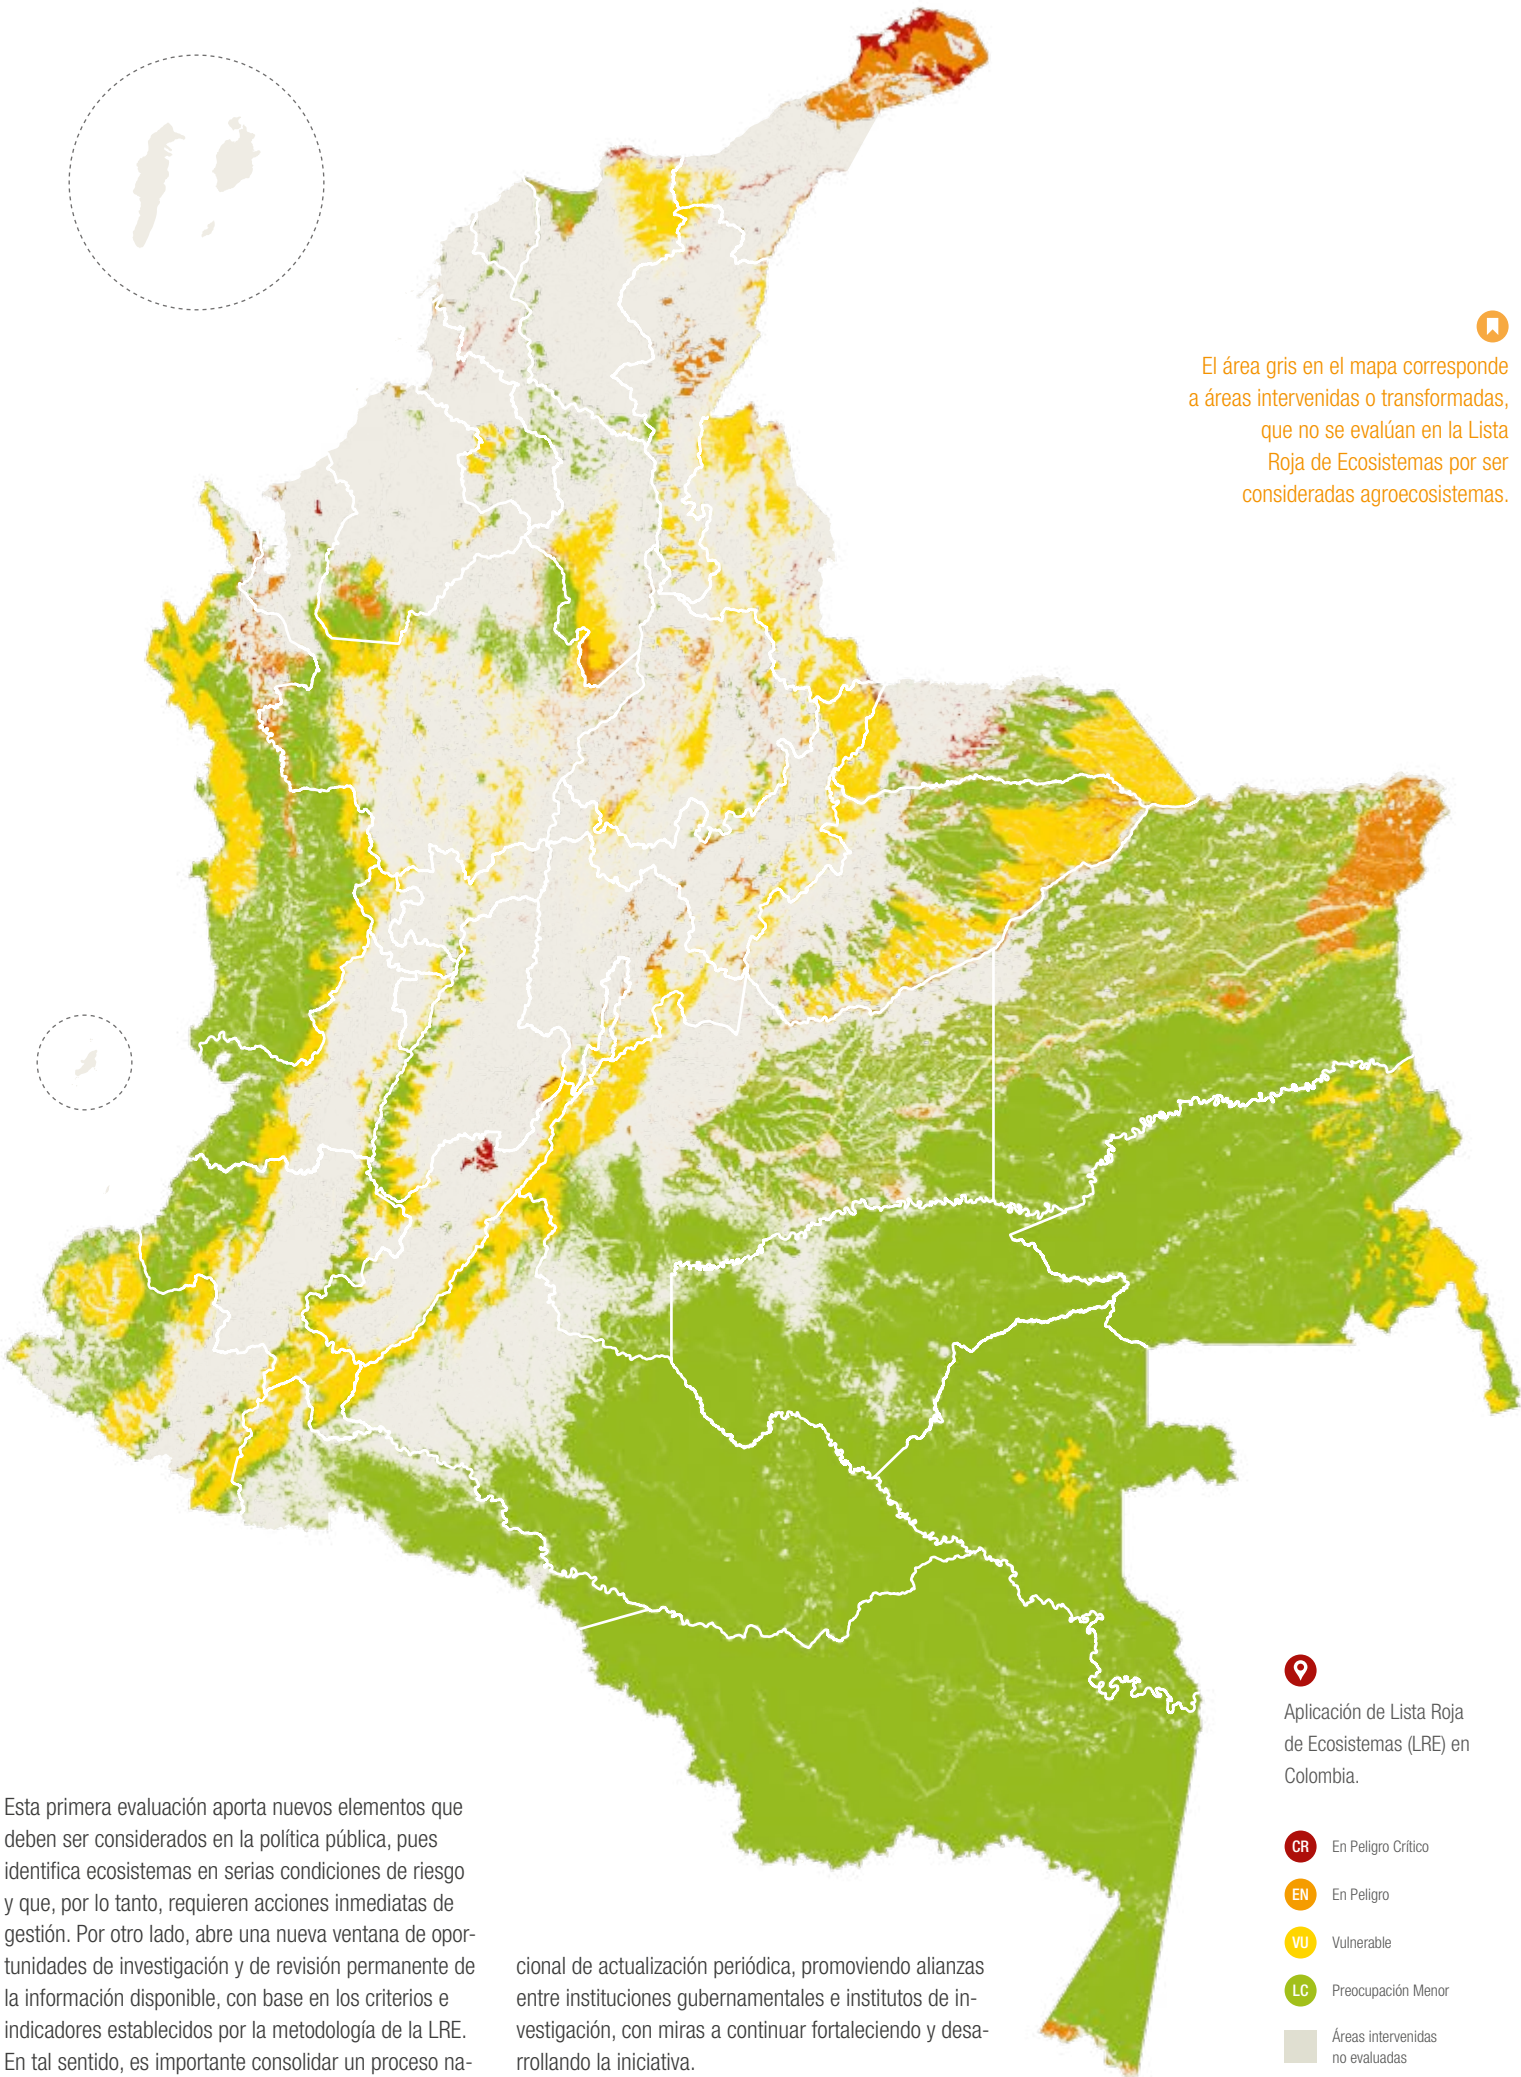 El área gris en el mapa corresponde
a áreas intervenidas o transformadas,
que no se evalúan en la Lista
Roja de Ecosistemas por ser
consideradas agroecosistemas.
Aplicación de Lista Roja
de Ecosistemas (LRE) en
Colombia.
CR En Peligro Crítico
EN En Peligro
VU Vulnerable
LC Preocupación Menor
Áreas intervenidas
no evaluadas
Esta primera evaluación aporta nuevos elementos que
deben ser considerados en la política pública, pues
identifica ecosistemas en serias condiciones de riesgo
y que, por lo tanto, requieren acciones inmediatas de
gestión. Por otro lado, abre una nueva ventana de opor-
tunidades de investigación y de revisión permanente de
la información disponible, con base en los criterios e
indicadores establecidos por la metodología de la LRE.
En tal sentido, es importante consolidar un proceso na-
cional de actualización periódica, promoviendo alianzas
entre instituciones gubernamentales e institutos de in-
vestigación, con miras a continuar fortaleciendo y desa-
rrollando la iniciativa.